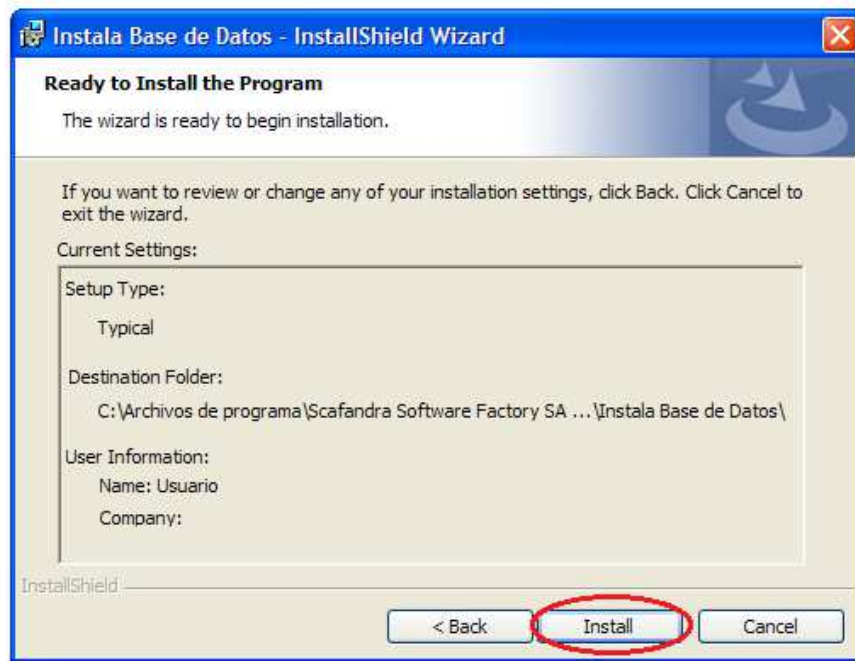 Instala Base de Datos - InstallShield Wizard
Ready to Install the Program
The wizard is ready to begin installation.
If you want to review or change any of your installation settings, click Back. Click Cancel to
exit the wizard.
Current Settings:
Setup Type:
Typical
Destination Folder:
C:\Archivos de programa\Scafandra Software Factory SA ...\Instala Base de Datos\
User Information:
Name: Usuario
Company:
InstallShield
< Back
Install
Cancel